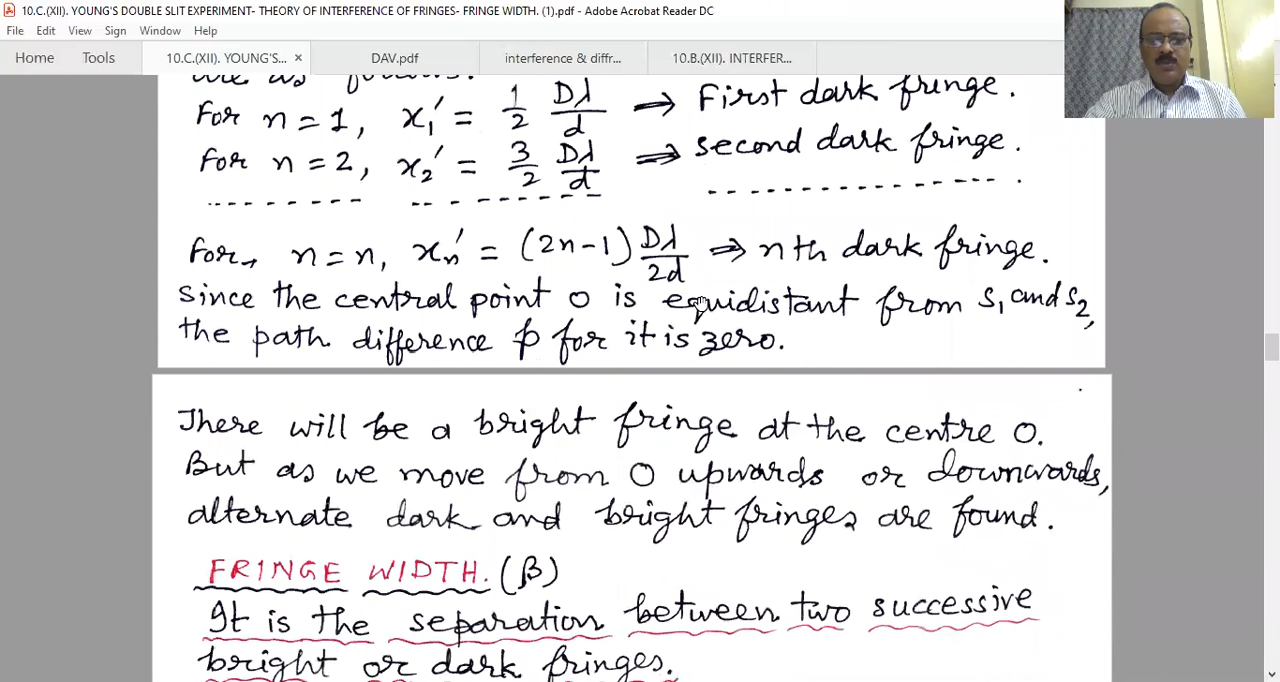 10.C.(XII). YOUNG'S DOUBLE SLIT EXPERIMENT- THEORY OF INTERFERENCE OF FRINGES- FRINGE WIDTH. (1).pdf - Adobe Acrobat Reader DC
File Edit View Sign Window Help
Home Tools 10.C.(XII). YOUNG'S... × DAV.pdf interference & diffr... 10.B.(XII). INTERFER...
are as follows.
For n = 1, x₁′ = 1/2 Dλ/d ⇒ First dark fringe.
For n = 2, x₂′ = 3/2 Dλ/d ⇒ second dark fringe.
For, n = n, xₙ′ = (2n-1) Dλ/2d ⇒ nth dark fringe.
Since the central point O is equidistant from S₁ and S₂,
the path difference p for it is zero.
There will be a bright fringe at the centre O.
But as we move from O upwards or downwards,
alternate dark and bright fringes are found.
FRINGE WIDTH. (β)
It is the separation between two successive
bright or dark fringes.